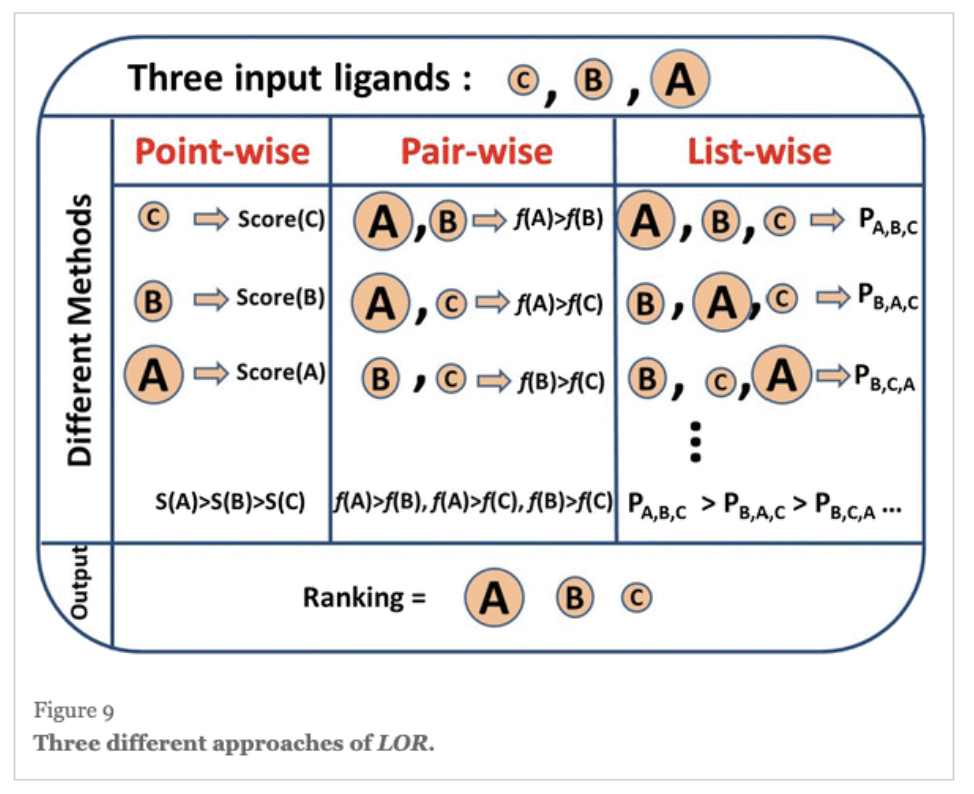 Three input ligands : C , B , A
Different Methods
Point-wise
Pair-wise
List-wise
C Score(C)
B Score(B)
A Score(A)
S(A)>S(B)>S(C)
A , B f(A)>f(B)
A , C f(A)>f(C)
B , C f(B)>f(C)
f(A)>f(B), f(A)>f(C), f(B)>f(C)
A , B , C PA,B,C
B , A , C PB,A,C
B , C , A PB,C,A
⋮
PA,B,C > PB,A,C > PB,C,A ...
Output
Ranking = A B C
Figure 9
Three different approaches of LOR.